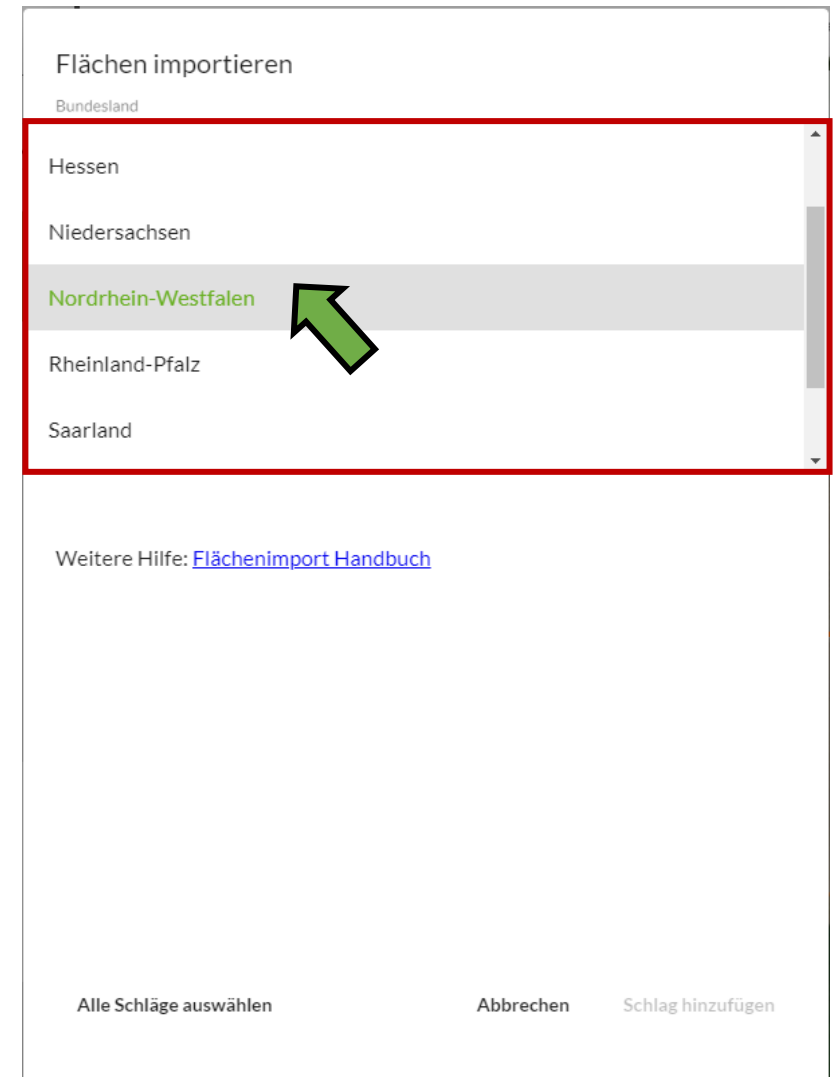 Flächen importieren
Bundesland
Hessen
Niedersachsen
Nordrhein-Westfalen
Rheinland-Pfalz
Saarland
Weitere Hilfe: Flächenimport Handbuch
Alle Schläge auswählen Abbrechen Schlag hinzufügen